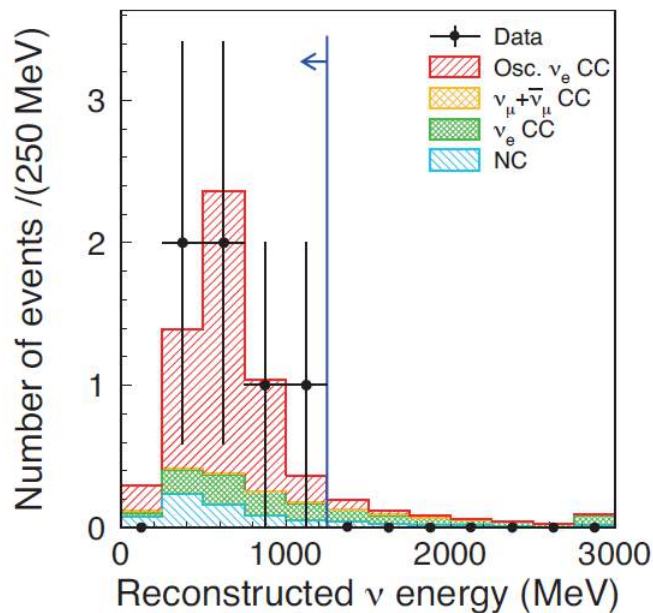 Data
Osc. νe CC
νμ+ν̅μ CC
νe CC
NC
Number of events /(250 MeV)
3
2
1
0
0 1000 2000 3000
Reconstructed ν energy (MeV)